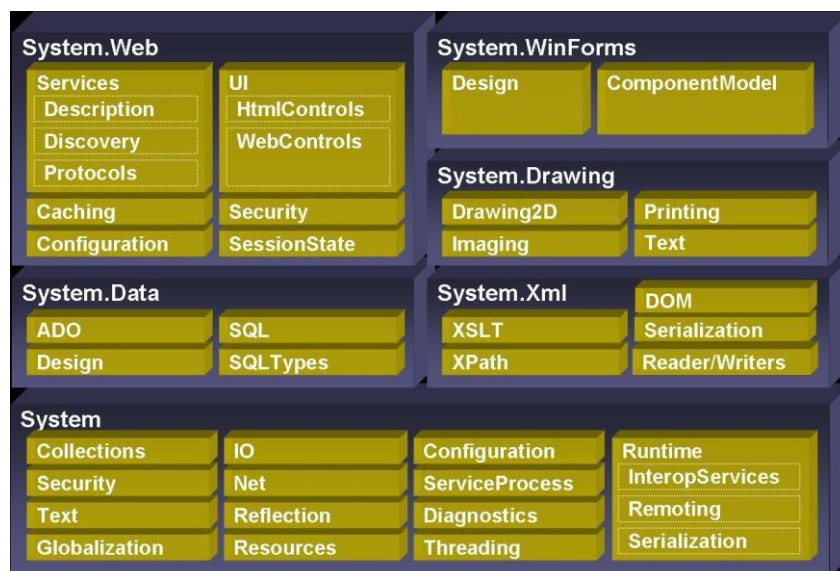 System.Web
Services
Description
Discovery
Protocols
UI
HtmlControls
WebControls
Caching
Security
Configuration
SessionState
System.WinForms
Design
ComponentModel
System.Drawing
Drawing2D
Printing
Imaging
Text
System.Data
ADO
SQL
Design
SQLTypes
System.Xml
DOM
XSLT
Serialization
XPath
Reader/Writers
System
Collections
IO
Configuration
Runtime
Security
Net
ServiceProcess
InteropServices
Text
Reflection
Diagnostics
Remoting
Globalization
Resources
Threading
Serialization